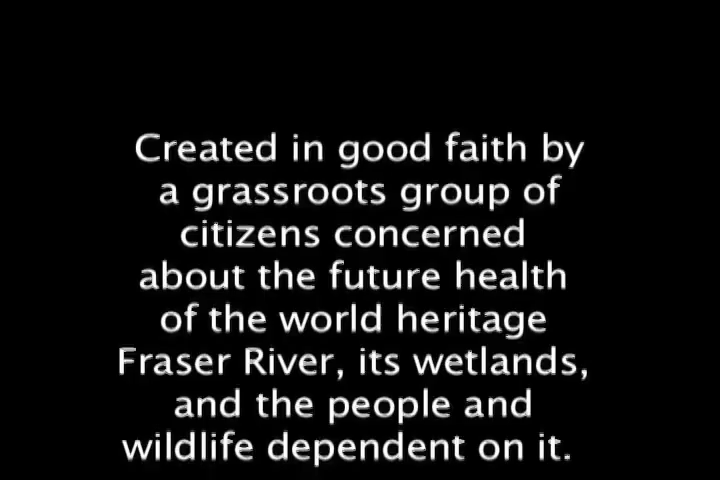 Created in good faith by
a grassroots group of
citizens concerned
about the future health
of the world heritage
Fraser River, its wetlands,
and the people and
wildlife dependent on it.